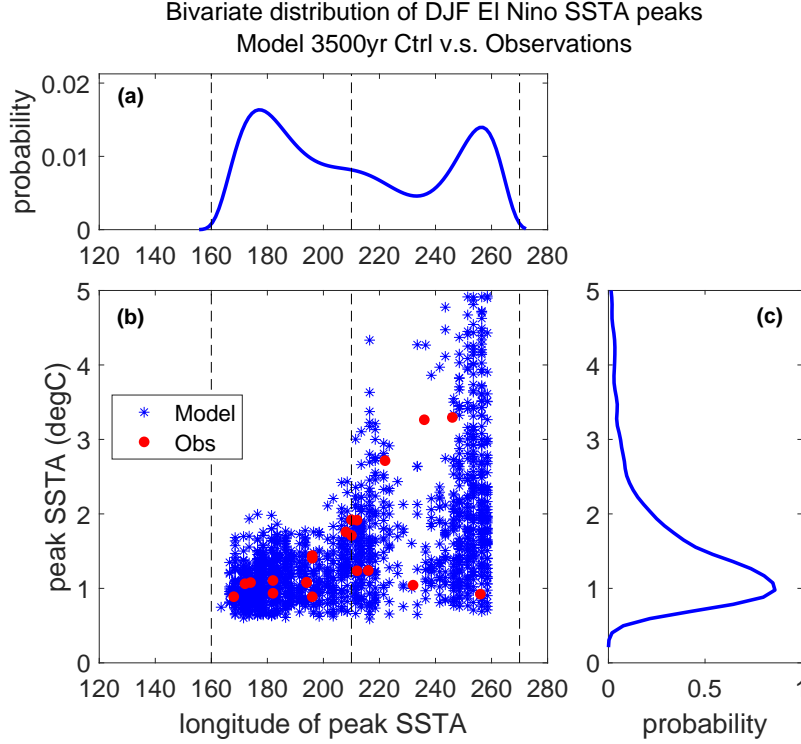 Bivariate distribution of DJF El Nino SSTA peaks
Model 3500yr Ctrl v.s. Observations
(a)
probability
0.02
0.01
0
120 140 160 180 200 220 240 260 280
(b)
peak SSTA (degC)
5
4
3
2
1
0
Model
Obs
120 140 160 180 200 220 240 260 280
longitude of peak SSTA
(c)
5
4
3
2
1
0
0 0.5 1
probability